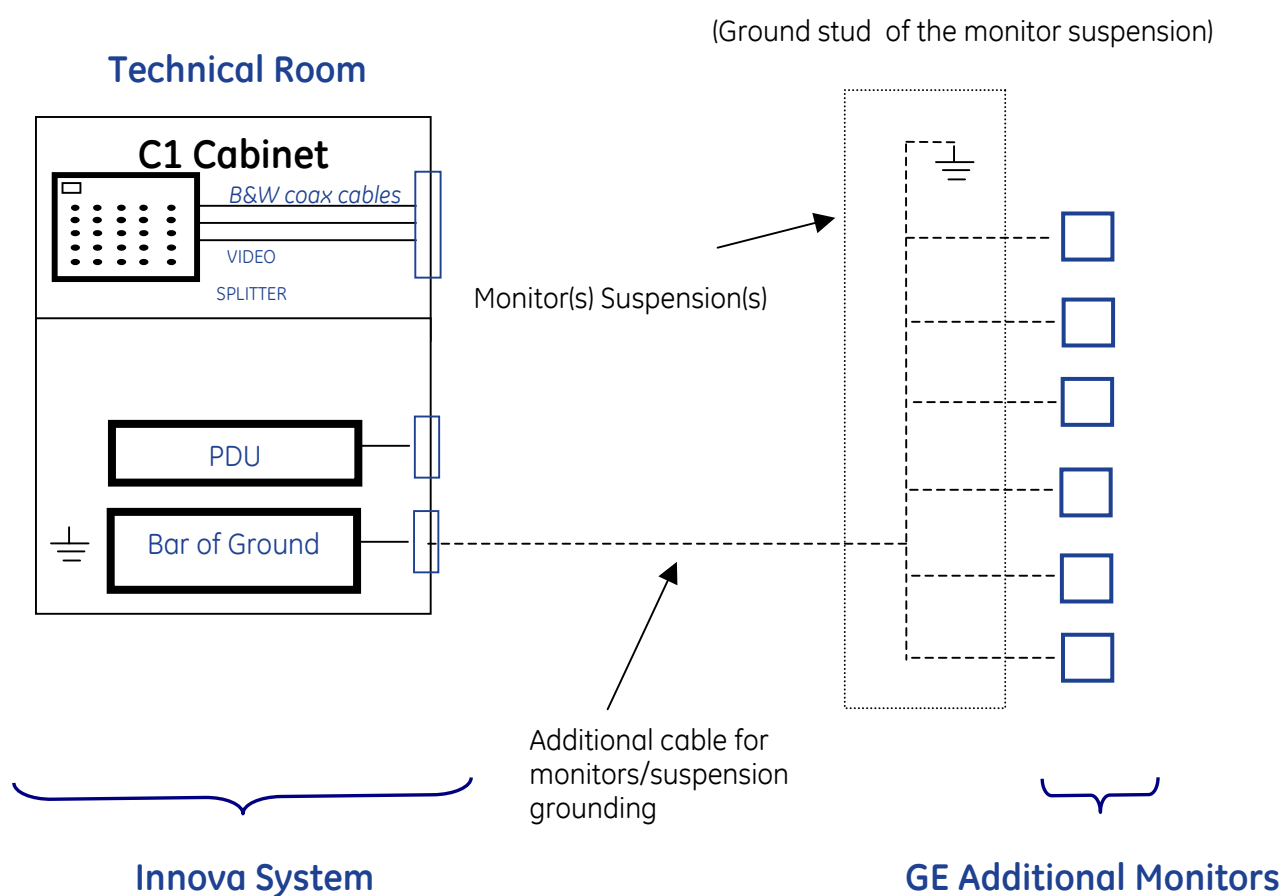 (Ground stud of the monitor suspension)
Technical Room
C1 Cabinet
B&W coax cables
VIDEO
SPLITTER
Monitor(s) Suspension(s)
PDU
Bar of Ground
Additional cable for
monitors/suspension
grounding
Innova System
GE Additional Monitors